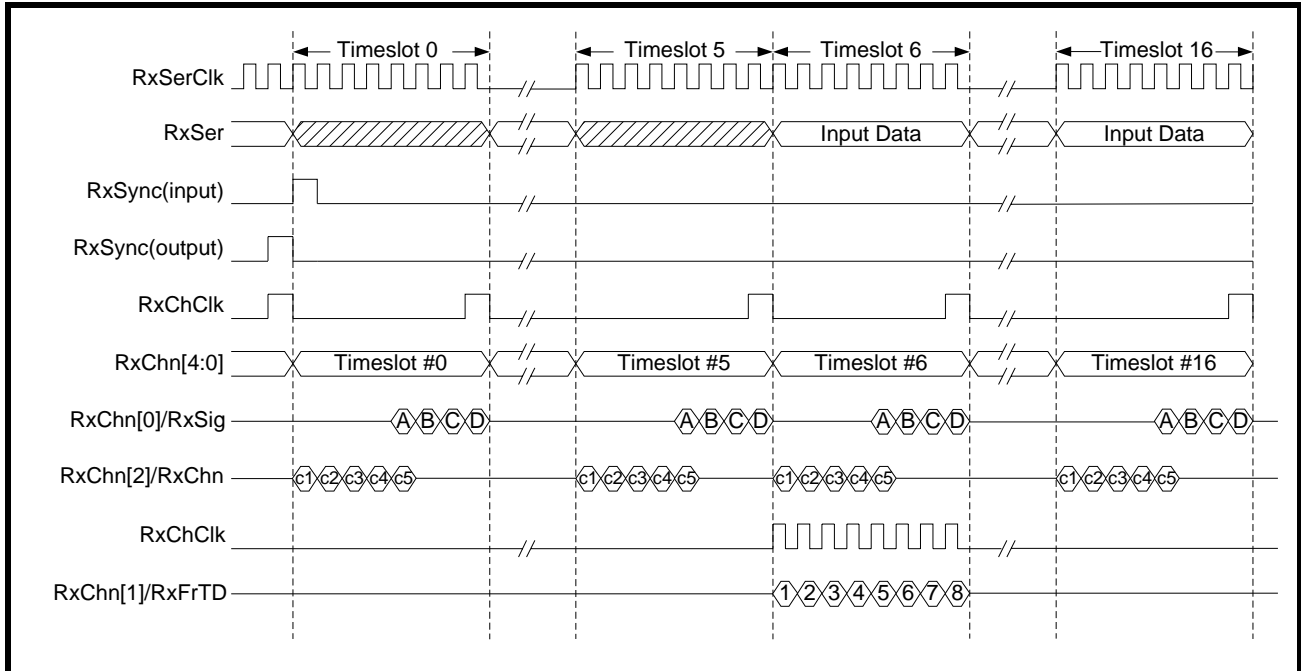 Timeslot 0 Timeslot 5 Timeslot 6 Timeslot 16
RxSerClk
RxSer Input Data Input Data
RxSync(input)
RxSync(output)
RxChClk
RxChn[4:0] Timeslot #0 Timeslot #5 Timeslot #6 Timeslot #16
RxChn[0]/RxSig A B C D A B C D A B C D A B C D
RxChn[2]/RxChn c1 c2 c3 c4 c5 c1 c2 c3 c4 c5 c1 c2 c3 c4 c5 c1 c2 c3 c4 c5
RxChClk
RxChn[1]/RxFrTD 1 2 3 4 5 6 7 8